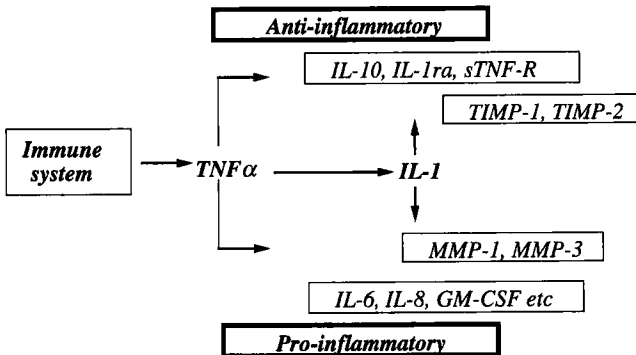 Anti-inflammatory
IL-10, IL-1ra, sTNF-R
TIMP-1, TIMP-2
Immune
system
TNFα
IL-1
MMP-1, MMP-3
IL-6, IL-8, GM-CSF etc
Pro-inflammatory